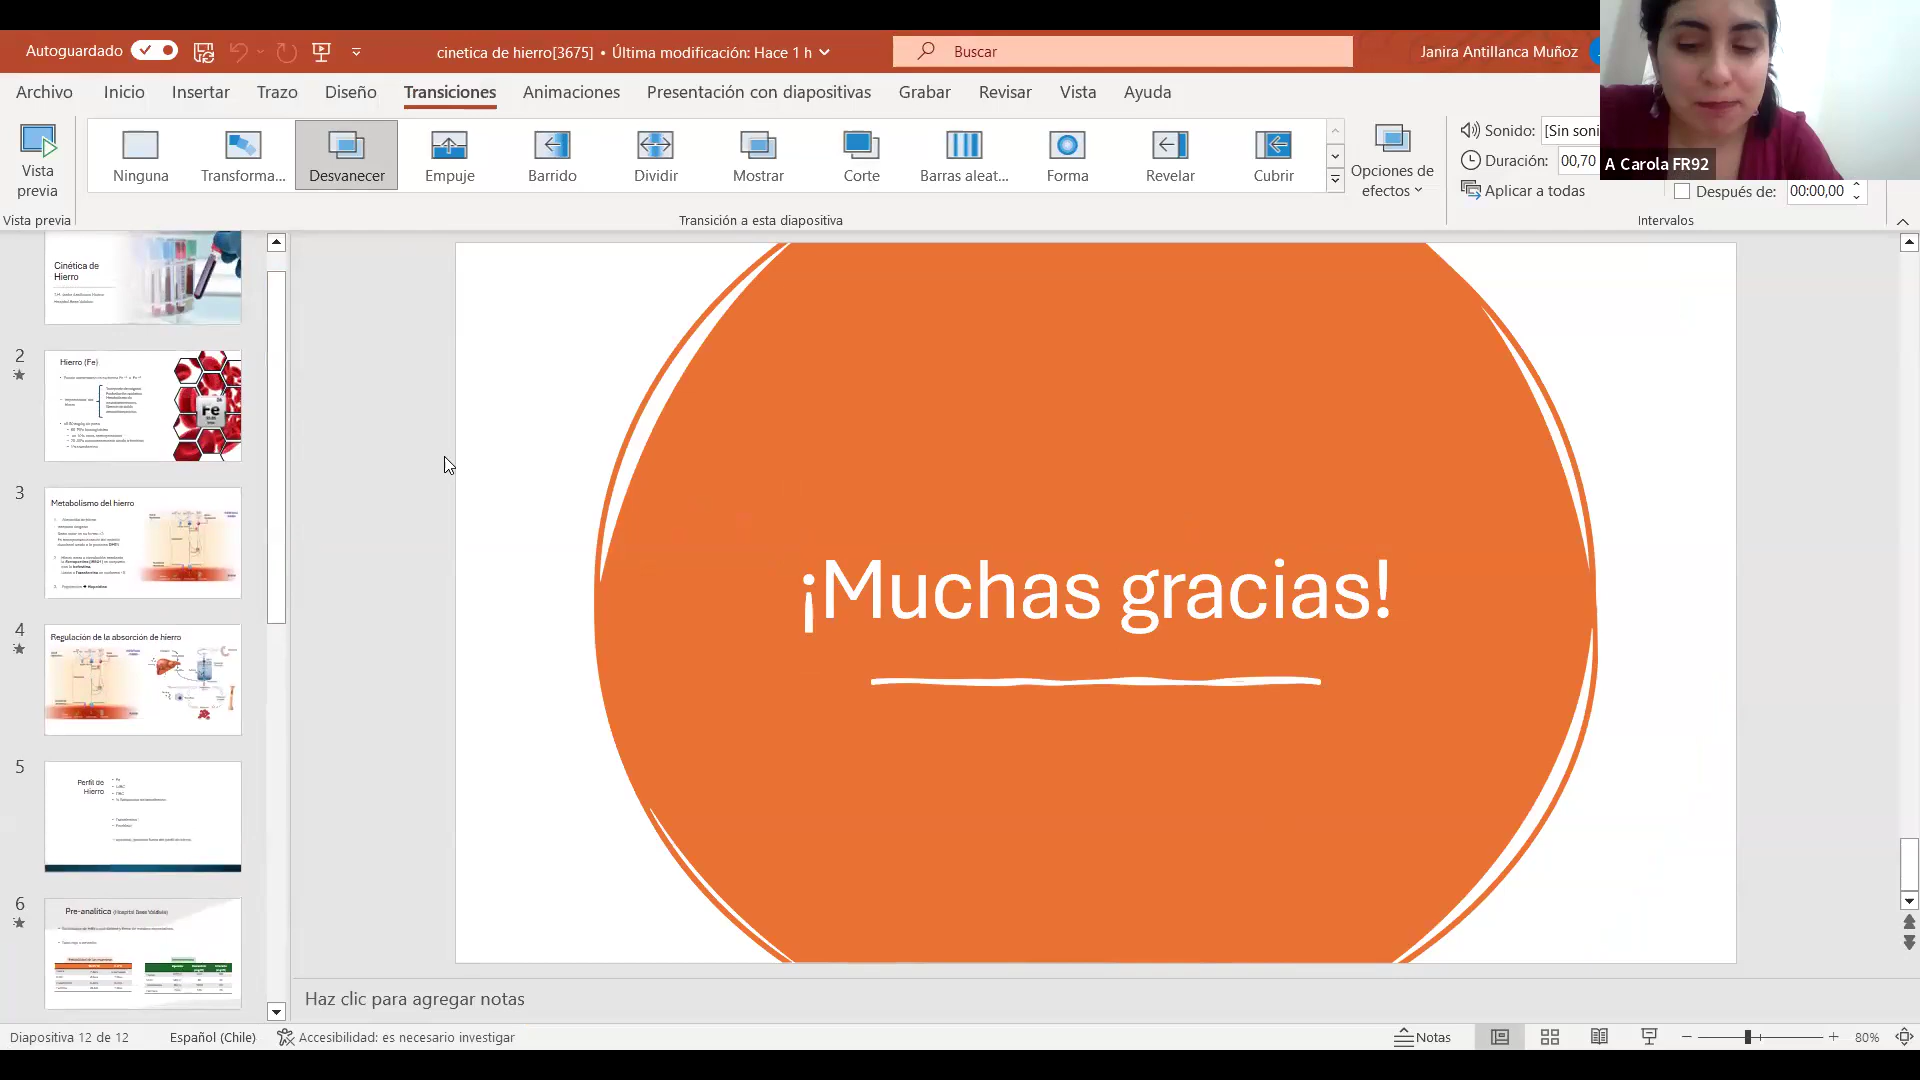 Autoguardado
cinetica de hierro[3675] • Última modificación: Hace 1 h
Buscar
Janira Antillanca Muñoz
Archivo Inicio Insertar Trazo Diseño Transiciones Animaciones Presentación con diapositivas Grabar Revisar Vista Ayuda
Vista previa
Ninguna Transforma... Desvanecer Empuje Barrido Dividir Mostrar Corte Barras aleat... Forma Revelar Cubrir
Opciones de efectos
Sonido: [Sin soni
Duración: 00,70
Aplicar a todas
Después de: 00:00,00
A Carola FR92
Vista previa
Transición a esta diapositiva
Intervalos
Cinética de
Hierro
2
Hierro (Fe)
Fe
3
Metabolismo del hierro
4
Regulación de la absorción de hierro
5
Perfil de
Hierro
6
Pre-analítica
¡Muchas gracias!
Haz clic para agregar notas
Diapositiva 12 de 12
Español (Chile)
Accesibilidad: es necesario investigar
Notas
80%